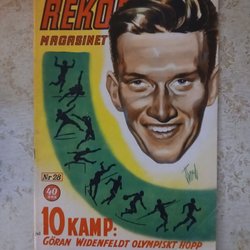 REKO
MAGASINET
Nr 28
40
10 KAMP:
GÖRAN WIDENFELDT OLYMPISKT HOPP